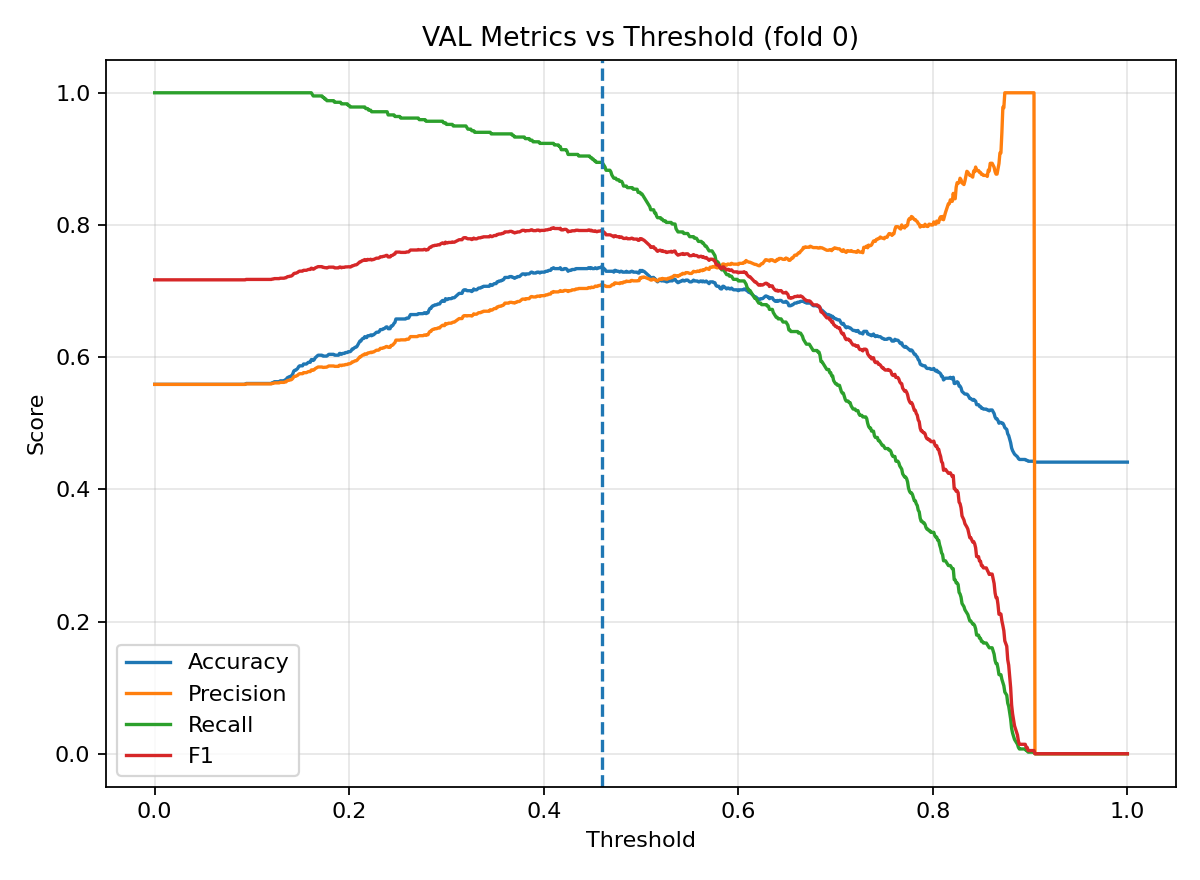 VAL Metrics vs Threshold (fold 0)
1.0
0.8
0.6
0.4
0.2
0.0
Score
Accuracy
Precision
Recall
F1
0.0 0.2 0.4 0.6 0.8 1.0
Threshold